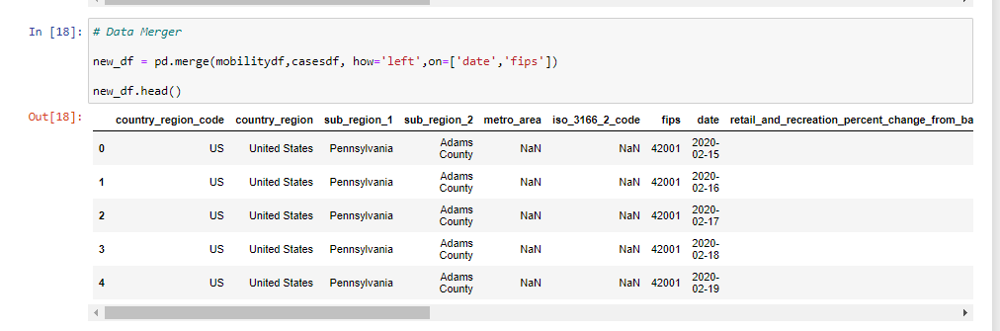 In [18]: # Data Merger
new_df = pd.merge(mobilitydf,casesdf, how='left',on=['date','fips'])
new_df.head()
Out[18]:
country_region_code country_region sub_region_1 sub_region_2 metro_area iso_3166_2_code fips date retail_and_recreation_percent_change_from_ba
0 US United States Pennsylvania Adams County NaN NaN 42001 2020-02-15
1 US United States Pennsylvania Adams County NaN NaN 42001 2020-02-16
2 US United States Pennsylvania Adams County NaN NaN 42001 2020-02-17
3 US United States Pennsylvania Adams County NaN NaN 42001 2020-02-18
4 US United States Pennsylvania Adams County NaN NaN 42001 2020-02-19